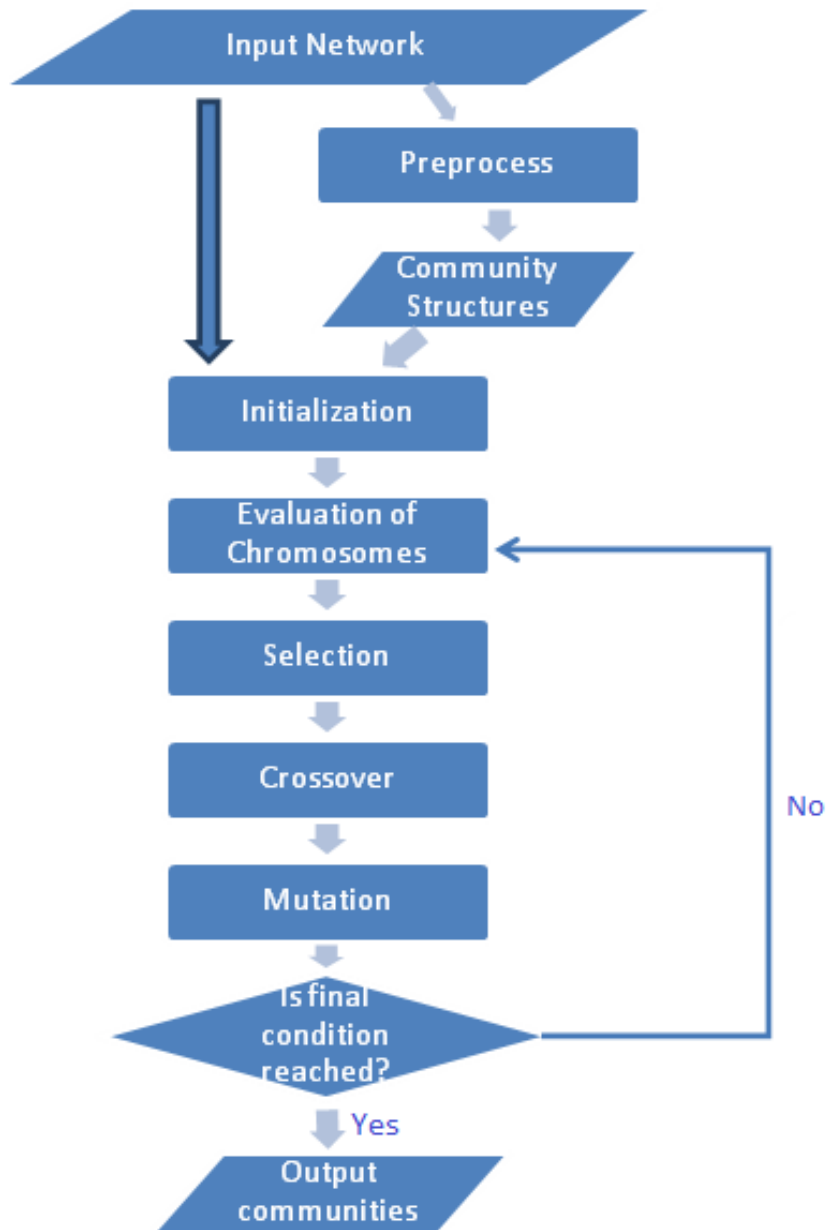 Input Network
Preprocess
Community
Structures
Initialization
Evaluation of
Chromosomes
Selection
Crossover
No
Mutation
Is final
condition
reached?
Yes
Output
communities